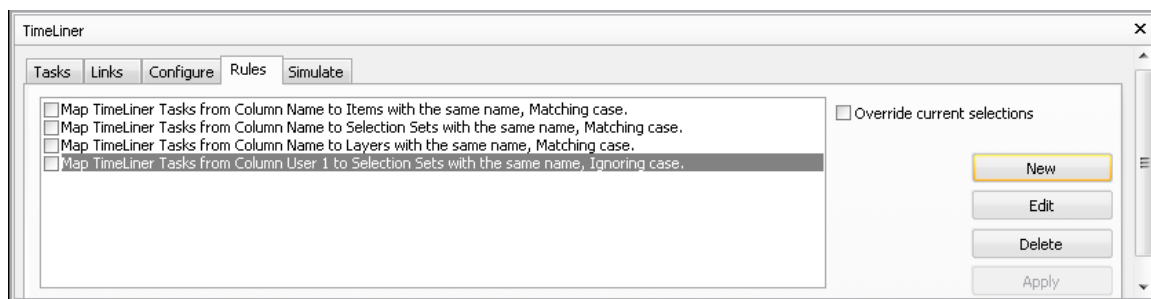 TimeLiner
Tasks Links Configure Rules Simulate
Map TimeLiner Tasks from Column Name to Items with the same name, Matching case.
Map TimeLiner Tasks from Column Name to Selection Sets with the same name, Matching case.
Map TimeLiner Tasks from Column Name to Layers with the same name, Matching case.
Map TimeLiner Tasks from Column User 1 to Selection Sets with the same name, Ignoring case.
Override current selections
New
Edit
Delete
Apply